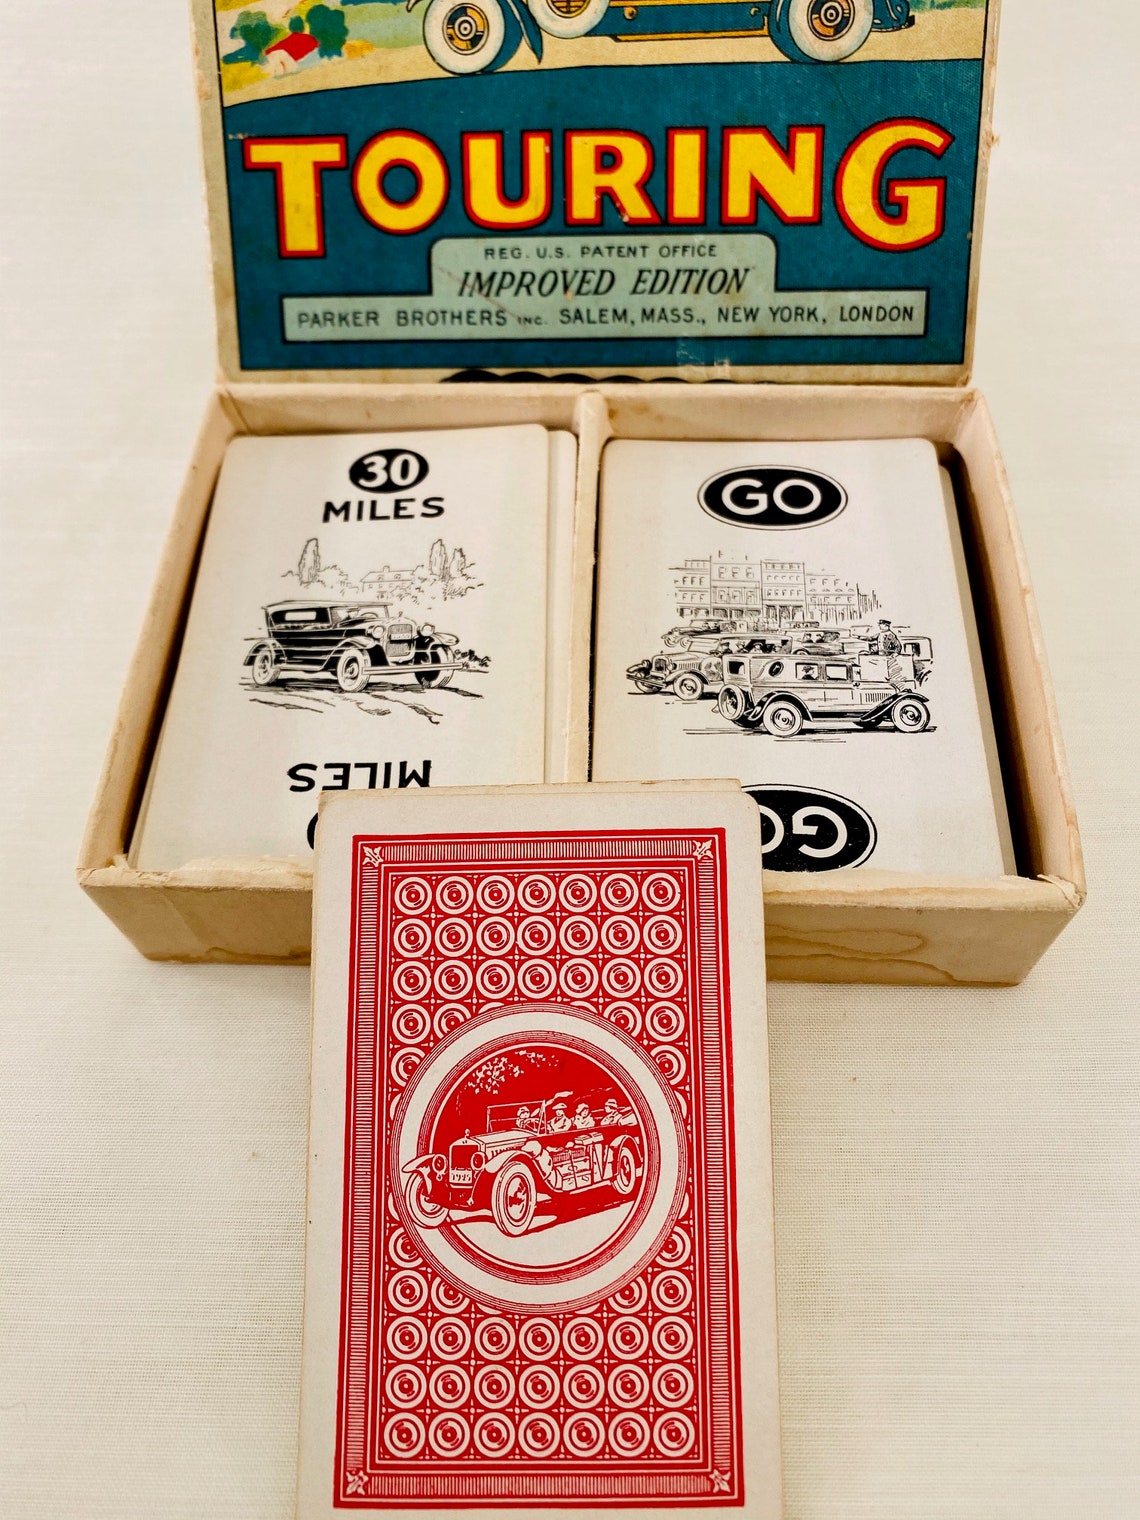 TOURING
REG. U.S. PATENT OFFICE
IMPROVED EDITION
PARKER BROTHERS INC. SALEM, MASS., NEW YORK, LONDON
30
MILES
GO
MILES
GO